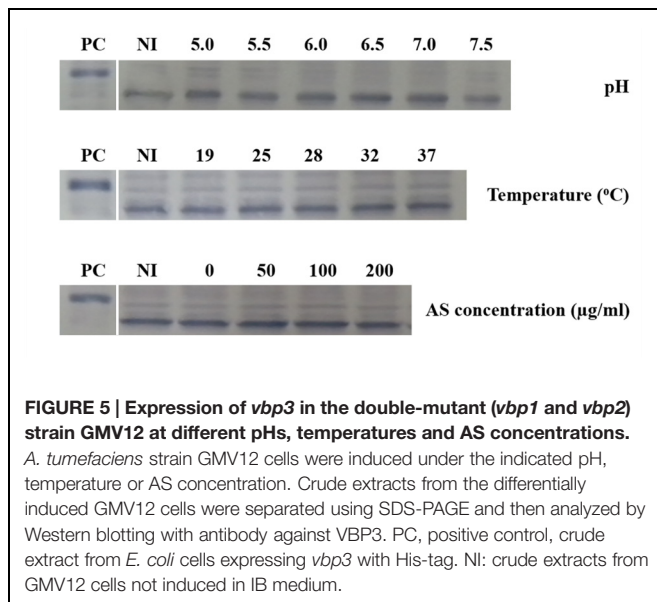 PC NI 5.0 5.5 6.0 6.5 7.0 7.5
pH
PC NI 19 25 28 32 37
Temperature (ºC)
PC NI 0 50 100 200
AS concentration (µg/ml)
FIGURE 5 | Expression of vbp3 in the double-mutant (vbp1 and vbp2)
strain GMV12 at different pHs, temperatures and AS concentrations.
A. tumefaciens strain GMV12 cells were induced under the indicated pH,
temperature or AS concentration. Crude extracts from the differentially
induced GMV12 cells were separated using SDS-PAGE and then analyzed by
Western blotting with antibody against VBP3. PC, positive control, crude
extract from E. coli cells expressing vbp3 with His-tag. NI: crude extracts from
GMV12 cells not induced in IB medium.